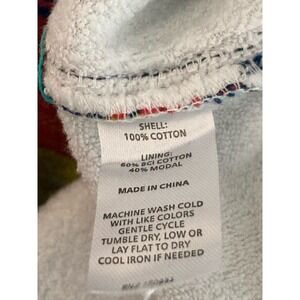 SHELL:
100% COTTON
LINING:
60% BCI COTTON
40% MODAL
MADE IN CHINA
MACHINE WASH COLD
WITH LIKE COLORS
GENTLE CYCLE
TUMBLE DRY, LOW OR
LAY FLAT TO DRY
COOL IRON IF NEEDED